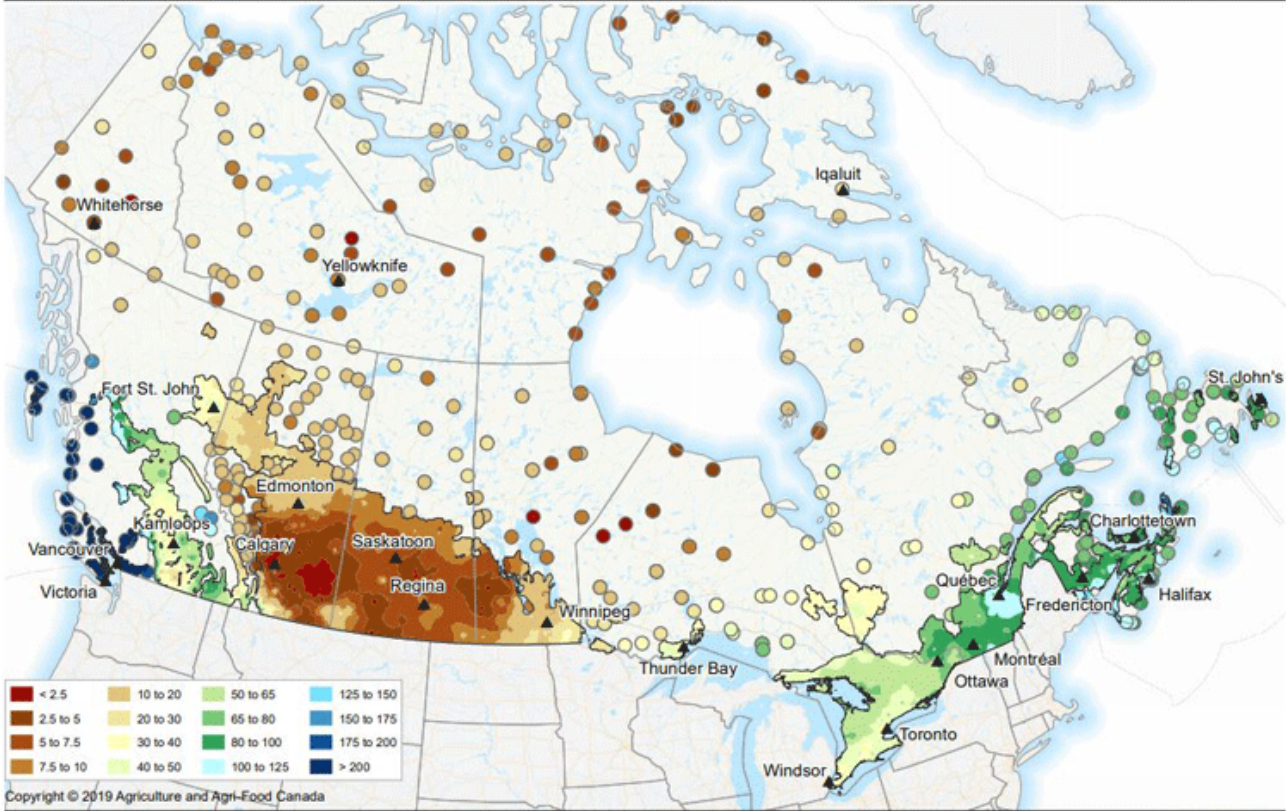 Iqaluit
Whitehorse
Yellowknife
St. John's
Fort St. John
Edmonton
Charlottetown
Kamloops
Calgary
Saskatoon
Vancouver
Québec
Regina
Victoria
Halifax
Fredericton
Winnipeg
Montréal
Thunder Bay
Ottawa
Toronto
Windsor
< 2.5 10 to 20 50 to 65 125 to 150
2.5 to 5 20 to 30 65 to 80 150 to 175
5 to 7.5 30 to 40 80 to 100 175 to 200
7.5 to 10 40 to 50 100 to 125 > 200
Copyright © 2019 Agriculture and Agri-Food Canada